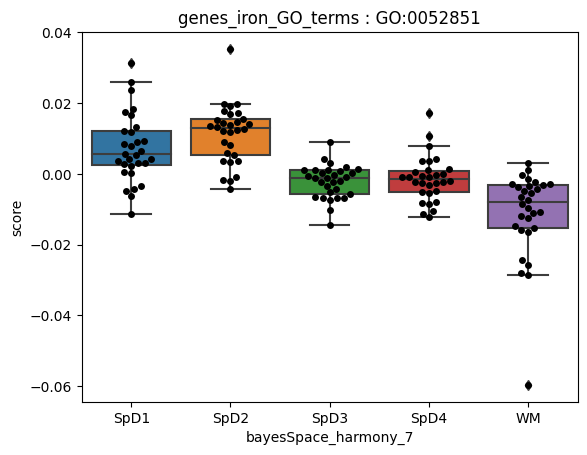 genes_iron_GO_terms : GO:0052851
0.04
0.02
0.00
−0.02
−0.04
−0.06
score
SpD1 SpD2 SpD3 SpD4 WM
bayesSpace_harmony_7